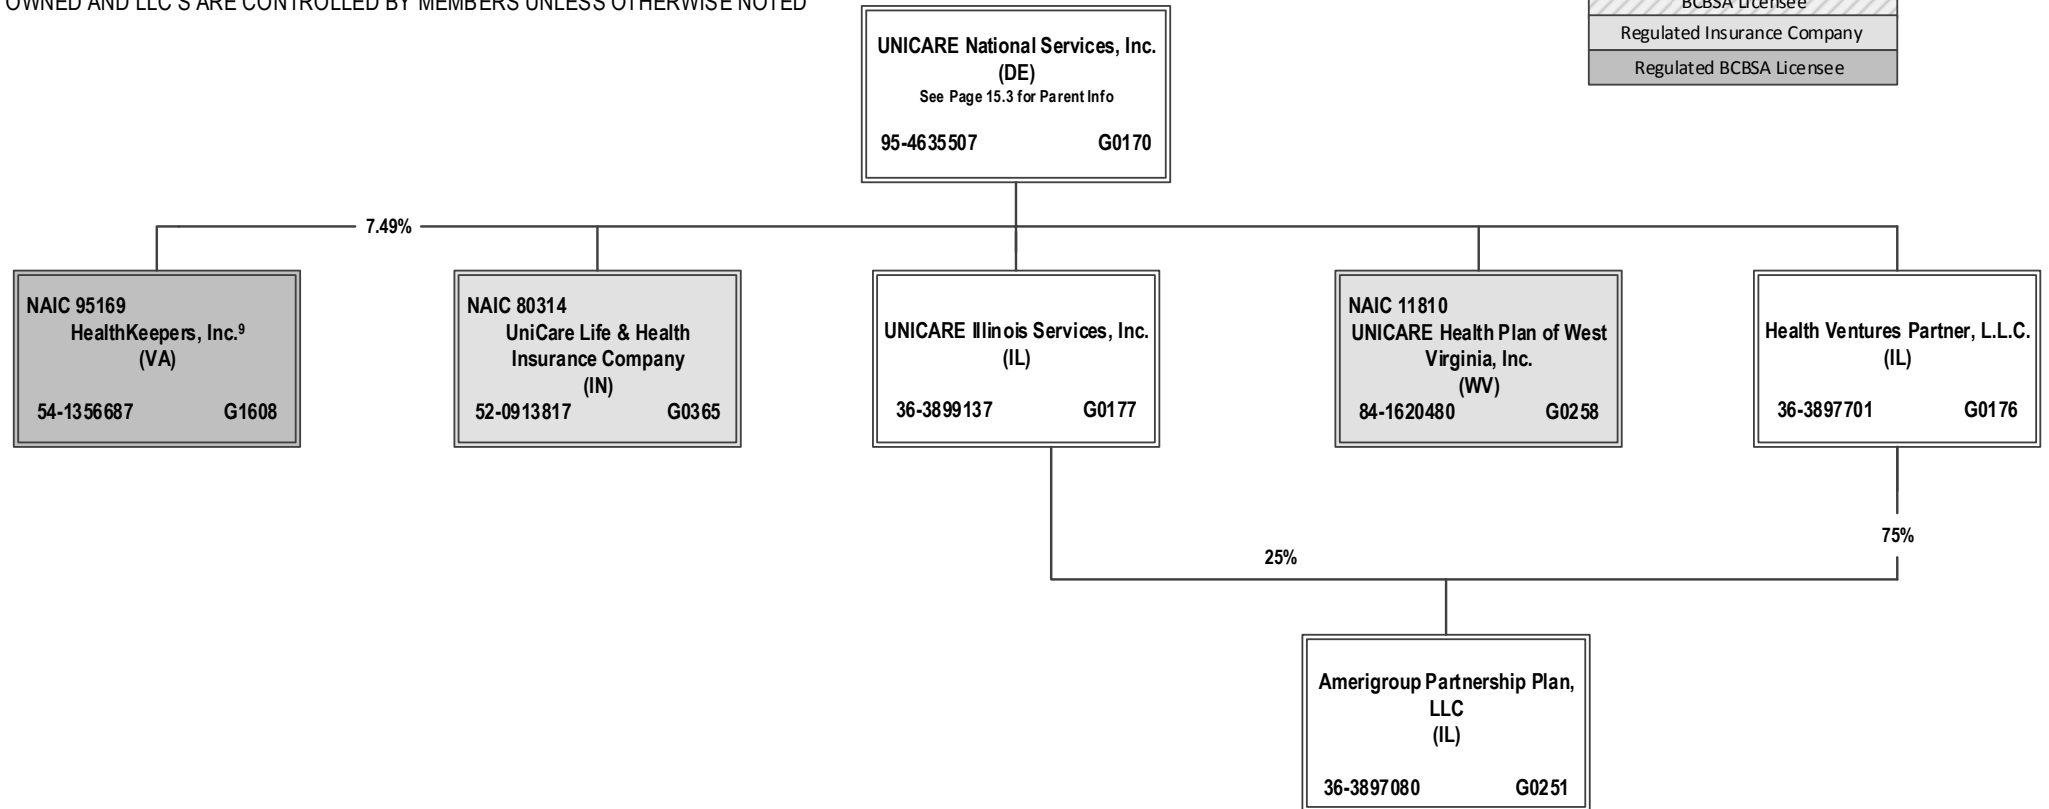 OWNED AND LLC'S ARE CONTROLLED BY MEMBERS UNLESS OTHERWISE NOTED
BCBSA Licensee
Regulated Insurance Company
Regulated BCBSA Licensee
UNICARE National Services, Inc.
(DE)
See Page 15.3 for Parent Info
95-4635507 G0170
7.49%
NAIC 95169
HealthKeepers, Inc.⁹
(VA)
54-1356687 G1608
NAIC 80314
UniCare Life & Health
Insurance Company
(IN)
52-0913817 G0365
UNICARE Illinois Services, Inc.
(IL)
36-3899137 G0177
NAIC 11810
UNICARE Health Plan of West
Virginia, Inc.
(WV)
84-1620480 G0258
Health Ventures Partner, L.L.C.
(IL)
36-3897701 G0176
75%
25%
Amerigroup Partnership Plan,
LLC
(IL)
36-3897080 G0251